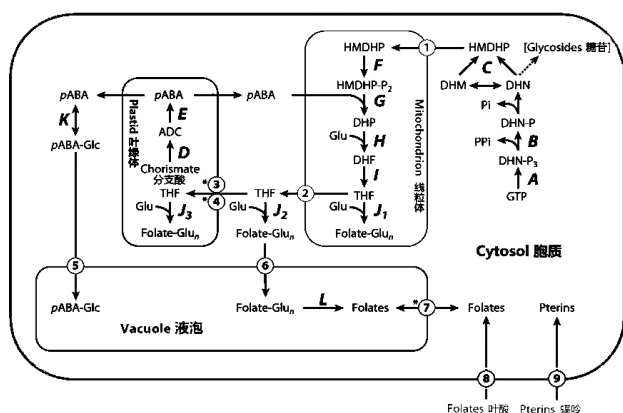 HMDHP
1
HMDHP
[Glycosides 糖苷]
F
C
pABA
pABA
pABA
HMDHP-P2
DHM
DHN
G
Pi
K
E
DHP
DHN-P
Plastid 叶绿体
ADC
Glu
H
Mitochondrion 线粒体
PPi
B
pABA-Glc
D
DHF
DHN-P3
Chorismate
分支酸
I
A
*3
THF
*4
THF
2
THF
GTP
Glu
J3
Glu
J2
Glu
J1
Folate-Glun
Folate-Glun
Folate-Glun
Cytosol 胞质
5
6
pABA-Glc
Folate-Glun
L
Folates
*7
Folates
Pterins
Vacuole 液泡
8
9
Folates 叶酸
Pterins 蝶呤